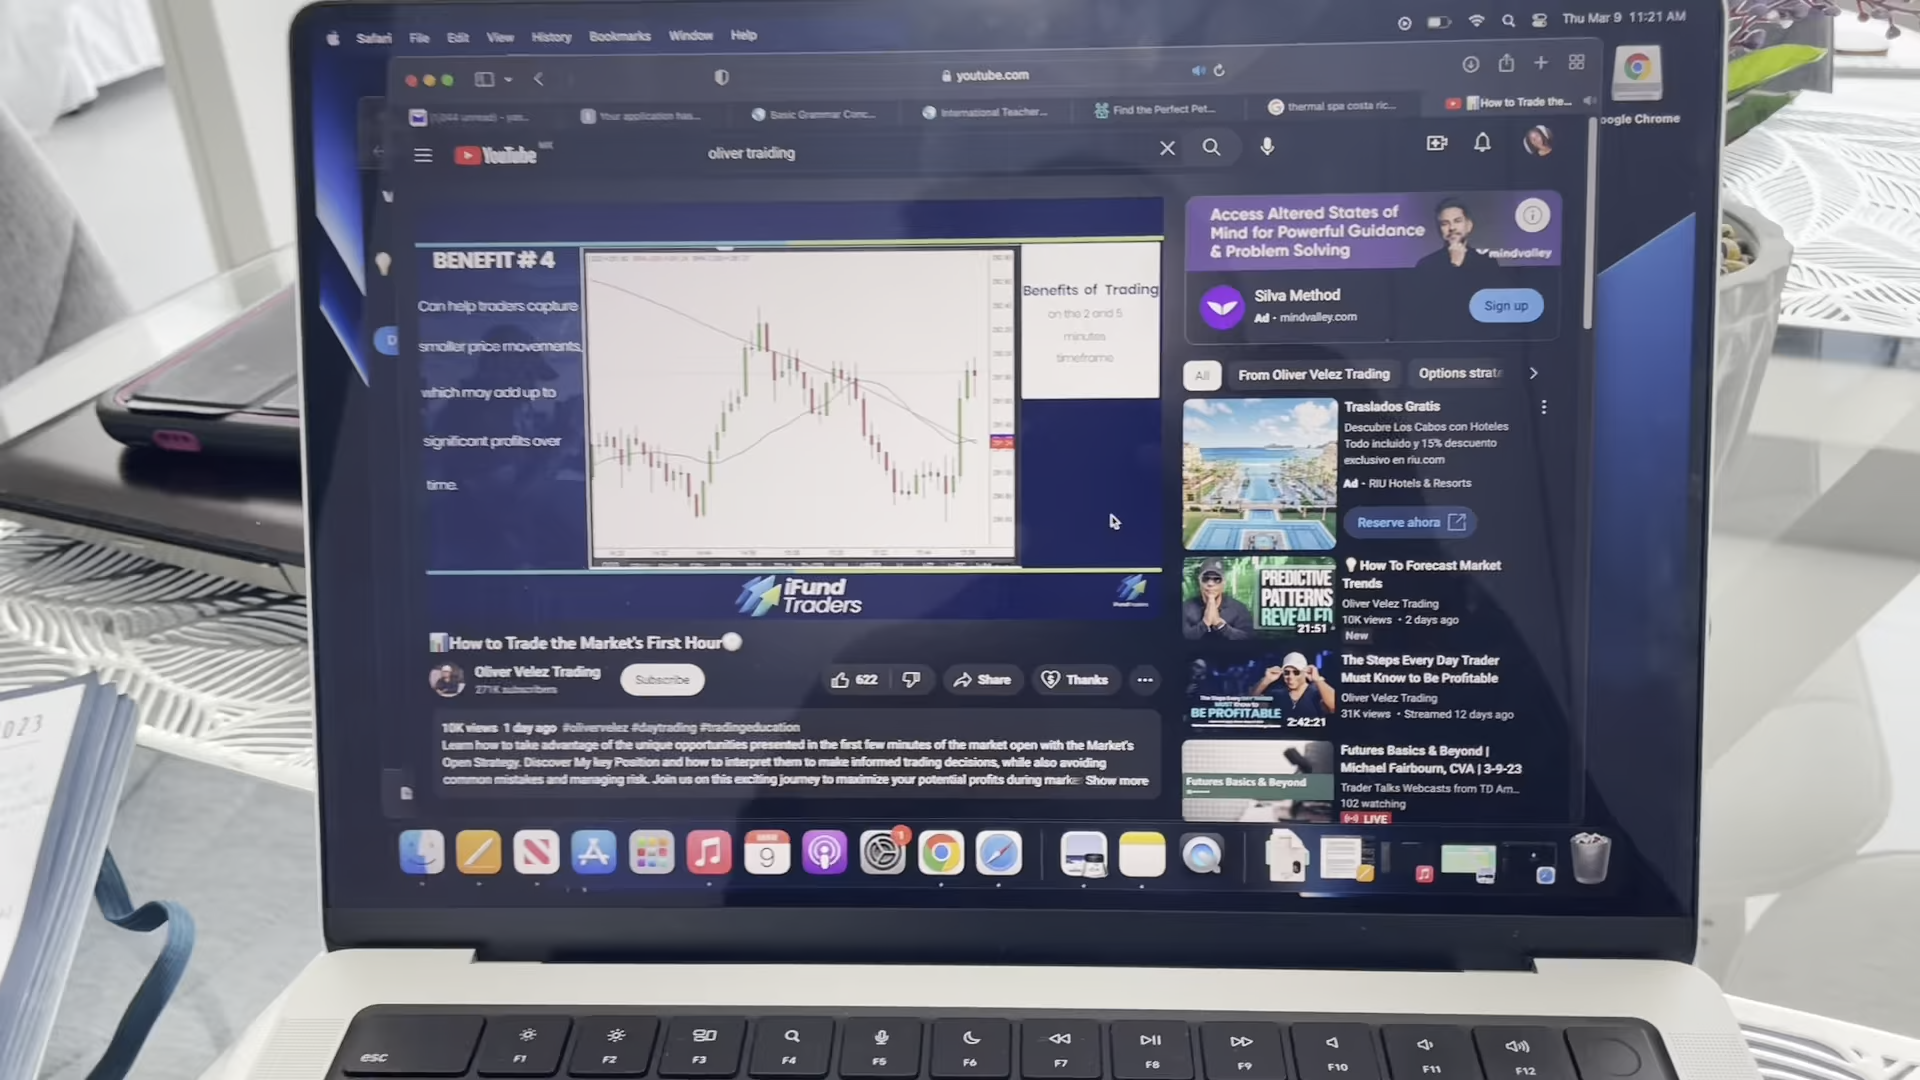 Safari File Edit View History Bookmarks Window Help
Thu Mar 9 11:21 AM
youtube.com
Your application has...
Basic Grammar Conc...
International Teacher...
Find the Perfect Pet...
thermal spa costa ric...
How to Trade the...
oogle Chrome
YouTube MX
oliver traiding
BENEFIT # 4
Can help traders capture
smaller price movements,
which may add up to
significant profits over
time.
Benefits of Trading
on the 2 and 5
minutes
timeframe
iFund
Traders
How to Trade the Market's First Hour
Oliver Velez Trading
271K subscribers
Subscribe
622
Share
Thanks
10K views 1 day ago #olivervelez #daytrading #tradingeducation
Learn how to take advantage of the unique opportunities presented in the first few minutes of the market open with the Market's
Open Strategy. Discover My key Position and how to interpret them to make informed trading decisions, while also avoiding
common mistakes and managing risk. Join us on this exciting journey to maximize your potential profits during mark Show more
Access Altered States of
Mind for Powerful Guidance
& Problem Solving
mindvalley
Silva Method
Ad · mindvalley.com
Sign up
All
From Oliver Velez Trading
Options strate
Traslados Gratis
Descubre Los Cabos con Hoteles
Todo incluido y 15% descuento
exclusivo en riu.com
Ad · RIU Hotels & Resorts
Reserve ahora
PREDICTIVE
PATTERNS
REVEALED
21:51
How To Forecast Market
Trends
Oliver Velez Trading
10K views · 2 days ago
New
BE PROFITABLE
2:42:21
The Steps Every Day Trader
Must Know to Be Profitable
Oliver Velez Trading
31K views · Streamed 12 days ago
Futures Basics & Beyond
Futures Basics & Beyond |
Michael Fairbourn, CVA | 3-9-23
Trader Talks Webcasts from TD Am...
102 watching
LIVE
9
1
2023
esc
F1
F2
F3
F4
F5
F6
F7
F8
F9
F10
F11
F12